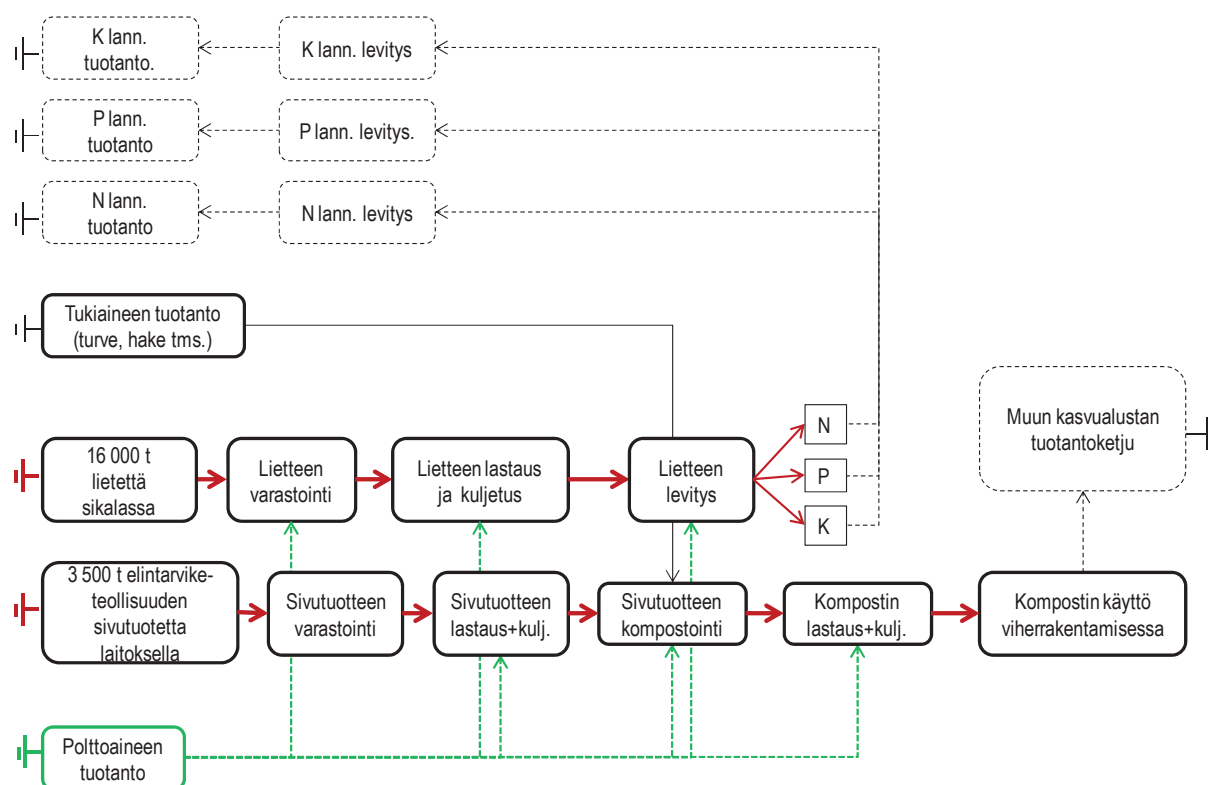 K lann.
tuotanto.
K lann. levitys
P lann.
tuotanto
P lann. levitys.
N lann.
tuotanto
N lann. levitys
Tukiaineen tuotanto
(turve, hake tms.)
Muun kasvualustan
tuotantoketju
16 000 t
lietettä
sikalassa
Lietteen
varastointi
Lietteen lastaus
ja kuljetus
Lietteen
levitys
N
P
K
3 500 t elintarvike-
teollisuuden
sivutuotetta
laitoksella
Sivutuotteen
varastointi
Sivutuotteen
lastaus+kulj.
Sivutuotteen
kompostointi
Kompostin
lastaus+kulj.
Kompostin käyttö
viherrakentamisessa
Polttoaineen
tuotanto